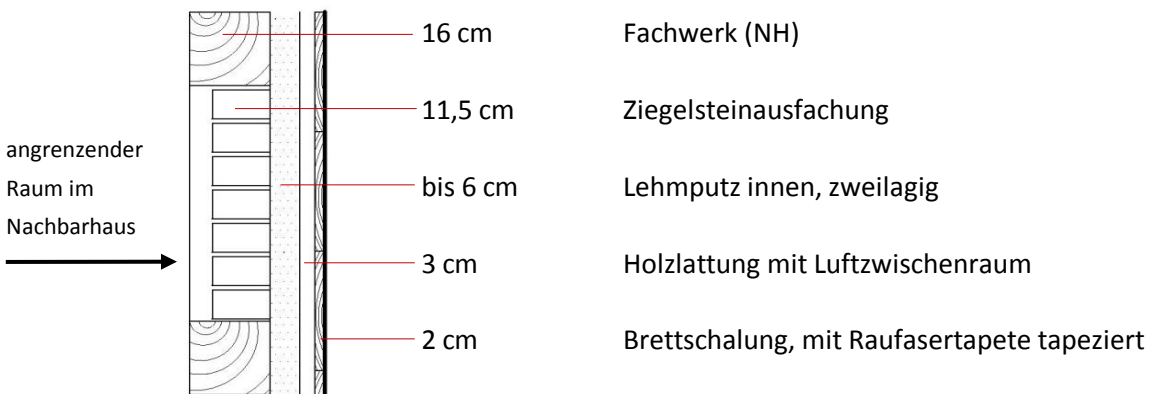 16 cm Fachwerk (NH)
11,5 cm Ziegelsteinausfachung
angrenzender
Raum im
Nachbarhaus
bis 6 cm Lehmputz innen, zweilagig
3 cm Holzlattung mit Luftzwischenraum
2 cm Brettschalung, mit Raufasertapete tapeziert